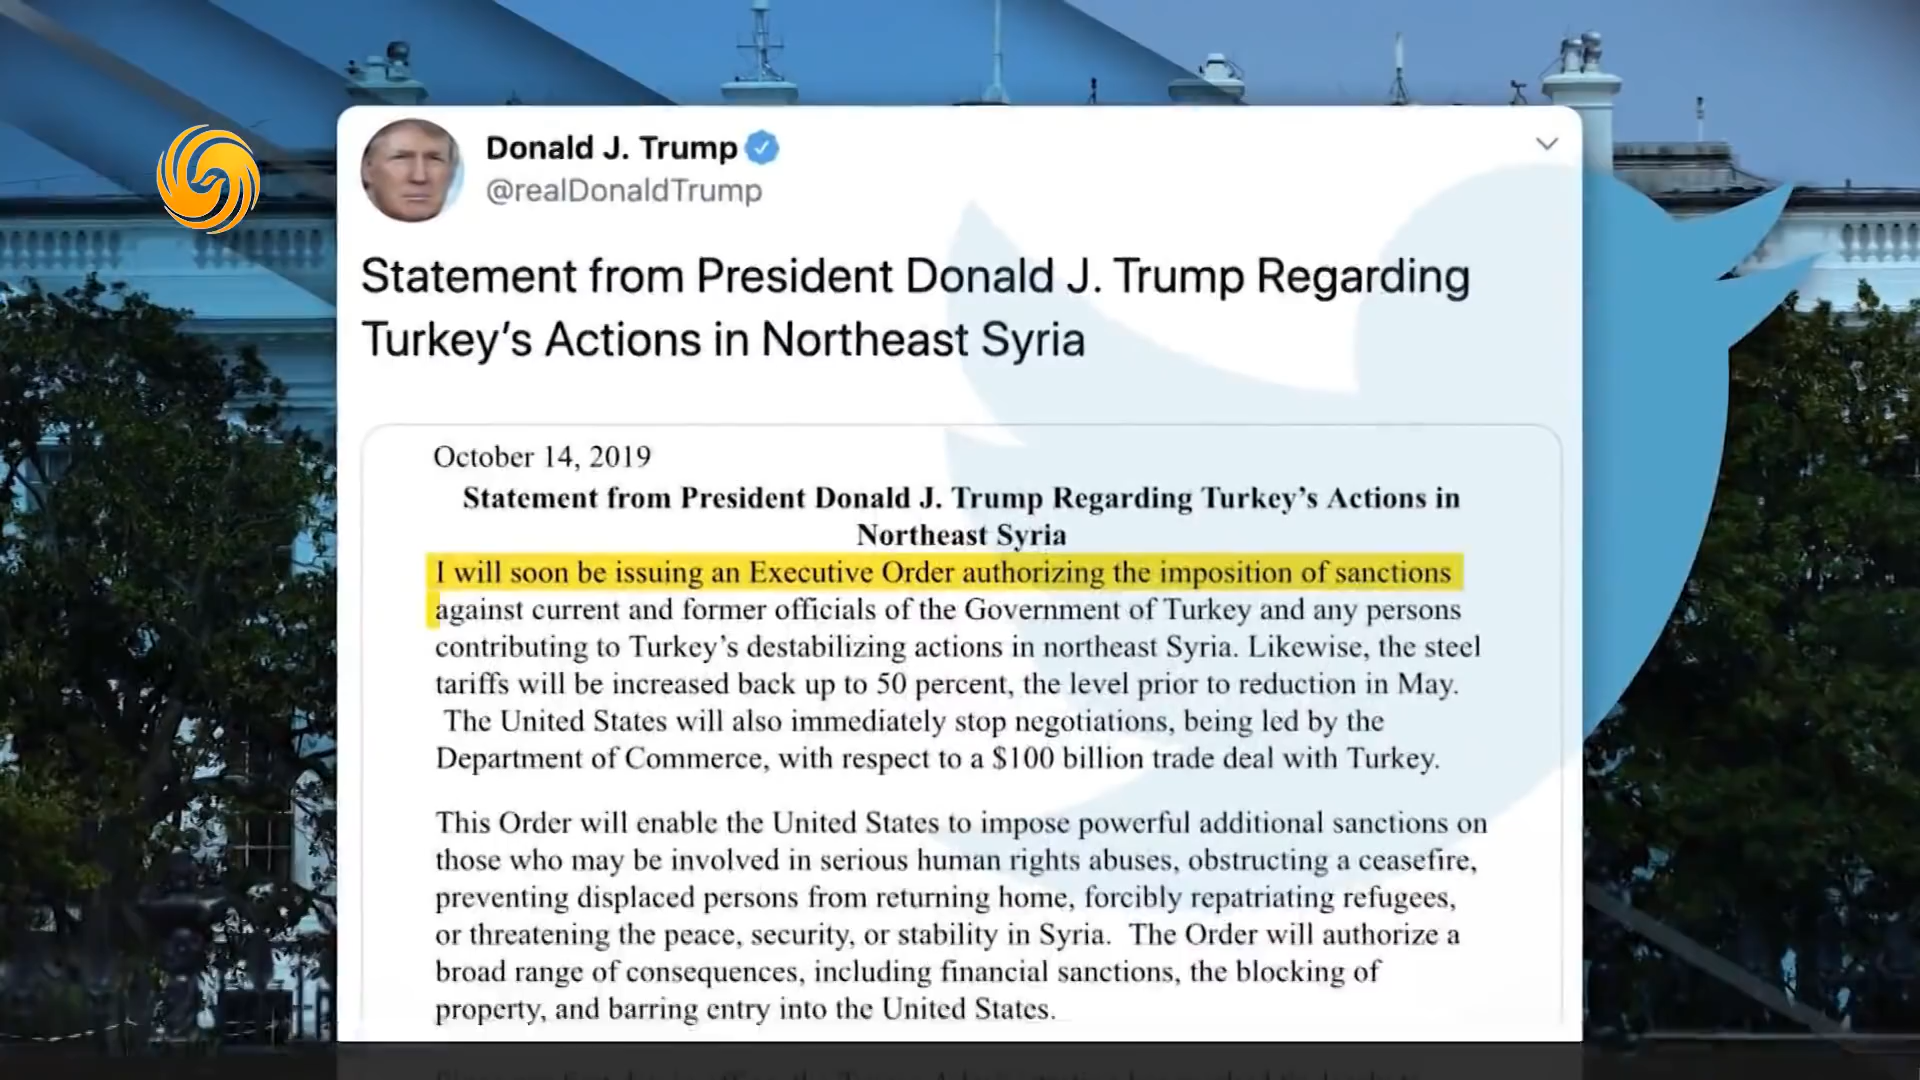 Donald J. Trump
@realDonaldTrump
Statement from President Donald J. Trump Regarding
Turkey's Actions in Northeast Syria
October 14, 2019
Statement from President Donald J. Trump Regarding Turkey's Actions in
Northeast Syria
I will soon be issuing an Executive Order authorizing the imposition of sanctions
against current and former officials of the Government of Turkey and any persons
contributing to Turkey's destabilizing actions in northeast Syria. Likewise, the steel
tariffs will be increased back up to 50 percent, the level prior to reduction in May.
The United States will also immediately stop negotiations, being led by the
Department of Commerce, with respect to a $100 billion trade deal with Turkey.
This Order will enable the United States to impose powerful additional sanctions on
those who may be involved in serious human rights abuses, obstructing a ceasefire,
preventing displaced persons from returning home, forcibly repatriating refugees,
or threatening the peace, security, or stability in Syria. The Order will authorize a
broad range of consequences, including financial sanctions, the blocking of
property, and barring entry into the United States.